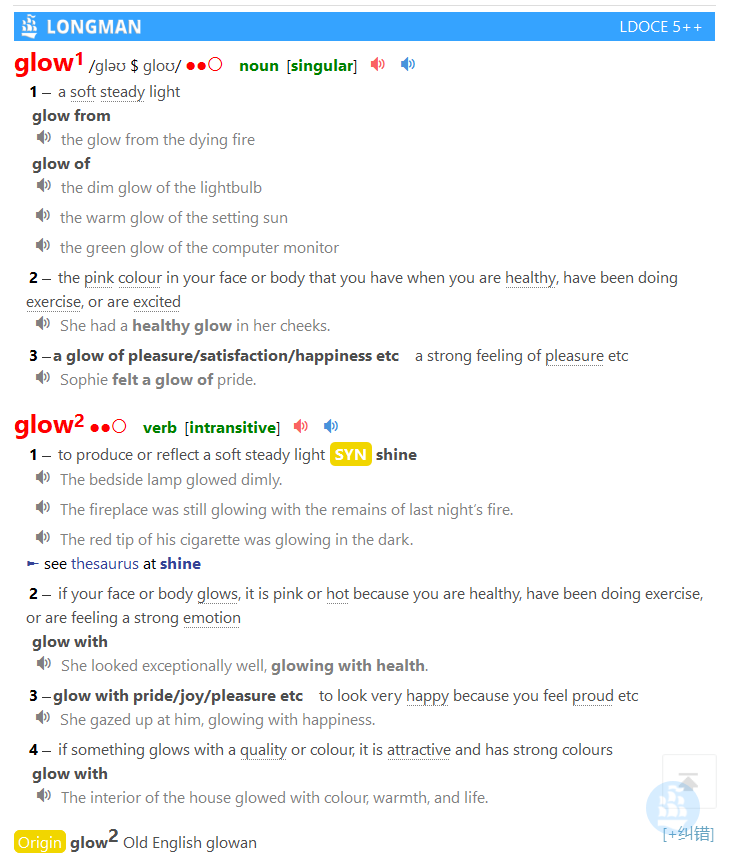 LONGMAN LDOCE 5++
glow1 /ɡləʊ $ ɡloʊ/ ●●○ noun [singular]
1 – a soft steady light
glow from
the glow from the dying fire
glow of
the dim glow of the lightbulb
the warm glow of the setting sun
the green glow of the computer monitor
2 – the pink colour in your face or body that you have when you are healthy, have been doing
exercise, or are excited
She had a healthy glow in her cheeks.
3 – a glow of pleasure/satisfaction/happiness etc a strong feeling of pleasure etc
Sophie felt a glow of pride.
glow2 ●●○ verb [intransitive]
1 – to produce or reflect a soft steady light SYN shine
The bedside lamp glowed dimly.
The fireplace was still glowing with the remains of last night’s fire.
The red tip of his cigarette was glowing in the dark.
► see thesaurus at shine
2 – if your face or body glows, it is pink or hot because you are healthy, have been doing exercise,
or are feeling a strong emotion
glow with
She looked exceptionally well, glowing with health.
3 – glow with pride/joy/pleasure etc to look very happy because you feel proud etc
She gazed up at him, glowing with happiness.
4 – if something glows with a quality or colour, it is attractive and has strong colours
glow with
The interior of the house glowed with colour, warmth, and life.
[+纠错]
Origin glow2 Old English glowan